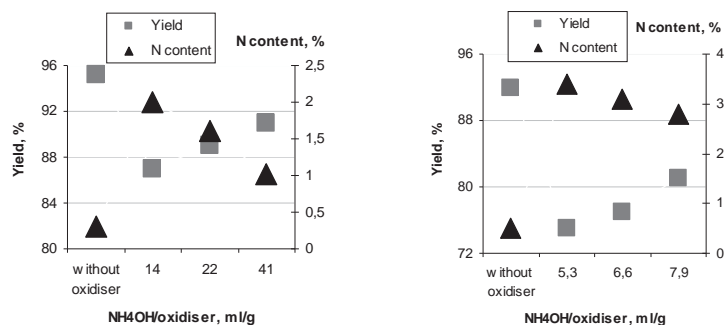 Yield
N content
N content, %
96
92
88
84
80
Yield, %
2,5
2
1,5
1
0,5
0
without oxidiser
14
22
41
NH4OH/oxidiser, ml/g
Yield
N content
N content, %
96
88
80
72
Yield, %
4
3
2
1
0
without oxidiser
5,3
6,6
7,9
NH4OH/oxidiser, ml/g